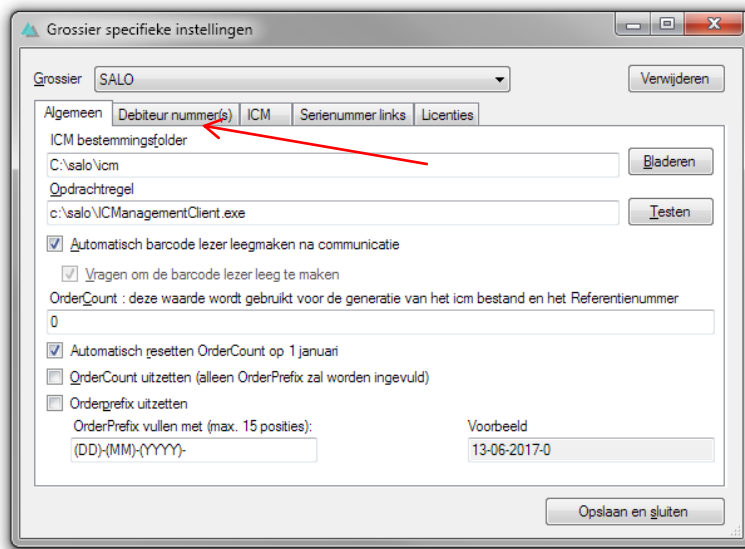 Grossier specifieke instellingen
Grossier SALO Verwijderen
Algemeen Debiteur nummer(s) ICM Serienummer links Licenties
ICM bestemmingsfolder
C:\salo\icm Bladeren
Opdrachtregel
c:\salo\ICManagementClient.exe Testen
Automatisch barcode lezer leegmaken na communicatie
Vragen om de barcode lezer leeg te maken
OrderCount : deze waarde wordt gebruikt voor de generatie van het icm bestand en het Referentienummer
0
Automatisch resetten OrderCount op 1 januari
OrderCount uitzetten (alleen OrderPrefix zal worden ingevuld)
Orderprefix uitzetten
OrderPrefix vullen met (max. 15 posities): Voorbeeld
(DD)-(MM)-(YYYY)- 13-06-2017-0
Opslaan en sluiten